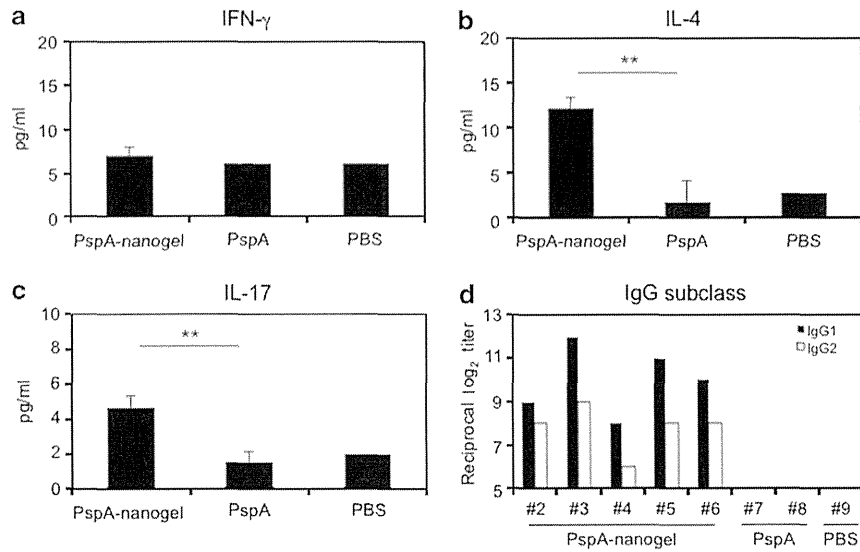 a
IFN-γ
20
15
10
5
0
pg/ml
PspA-nanogel PspA PBS
b
IL-4
20
15
10
5
0
pg/ml
**
PspA-nanogel PspA PBS
c
IL-17
10
8
6
4
2
0
pg/ml
**
PspA-nanogel PspA PBS
d
IgG subclass
13
11
9
7
5
Reciprocal log₂ titer
IgG1
IgG2
#2 #3 #4 #5 #6 #7 #8 #9
PspA-nanogel PspA PBS